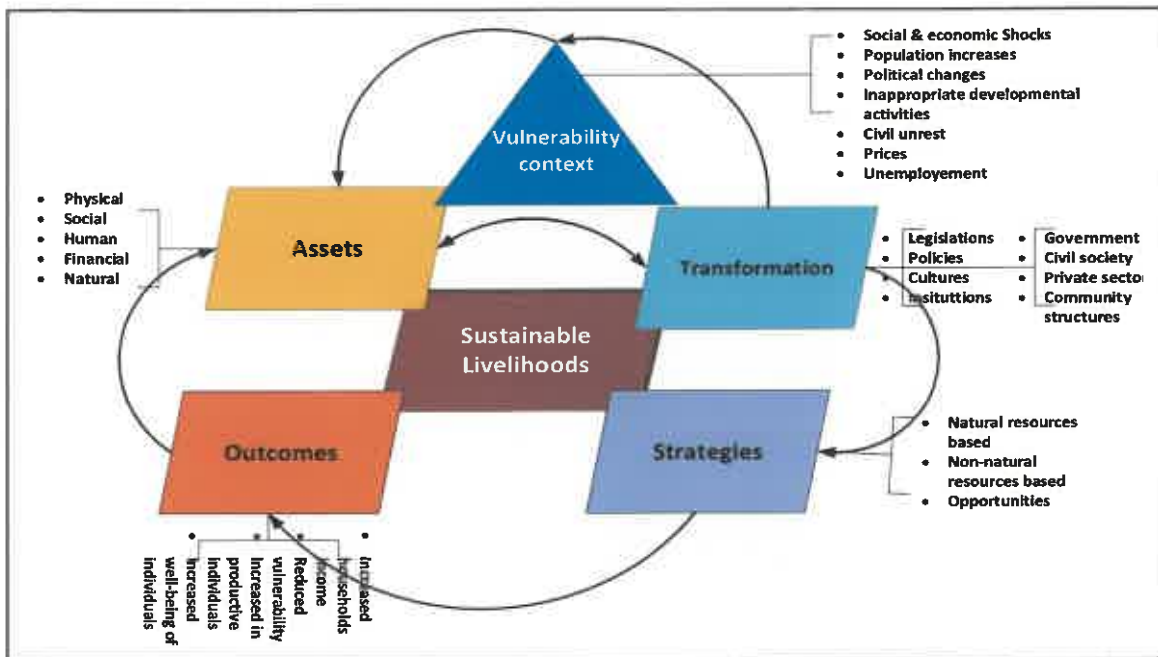 • Social & economic Shocks
• Population increases
• Political changes
• Inappropriate developmental
activities
• Civil unrest
• Prices
• Unemployement
Vulnerability
context
• Physical
• Social
• Human
• Financial
• Natural
Assets
Transformation
• Legislations
• Policies
• Cultures
• Insituttions
• Government
• Civil society
• Private secto
• Community
structures
Sustainable
Livelihoods
Outcomes
Strategies
• Natural resources
based
• Non-natural
resources based
• Opportunities
• Increased
households
income
• Reduced
vulnerability
• Increased in
productive
individuals
• Increased
well-being of
individuals